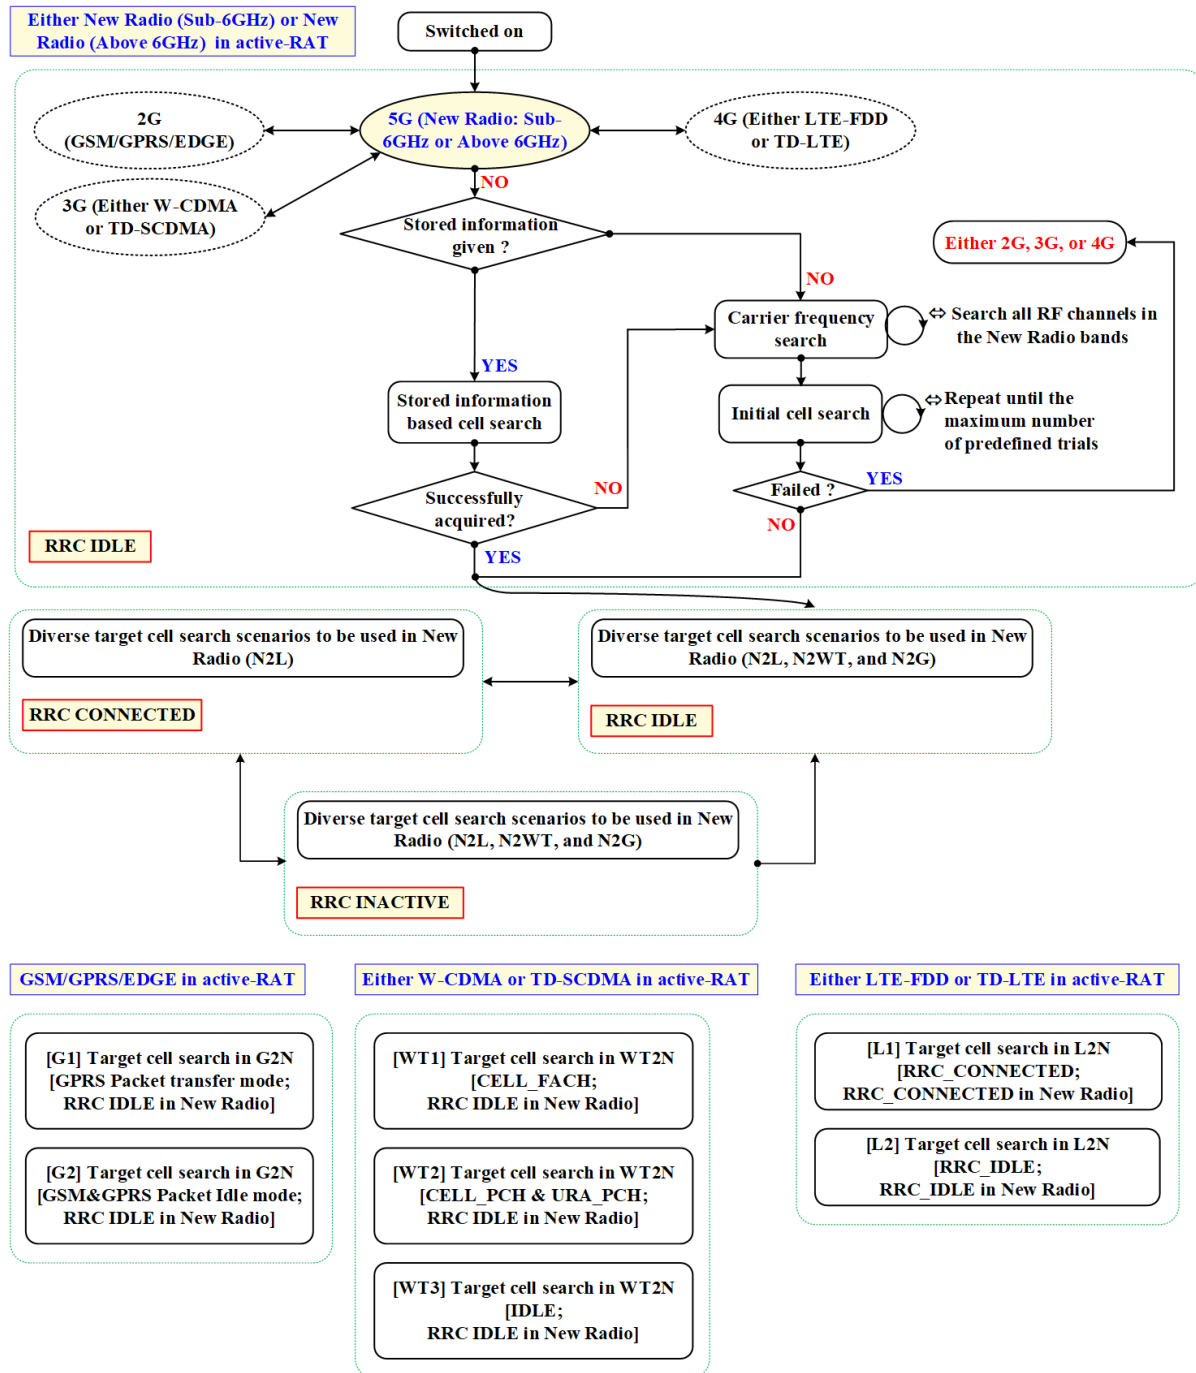 Either New Radio (Sub-6GHz) or New
Radio (Above 6GHz) in active-RAT
Switched on
2G
(GSM/GPRS/EDGE)
5G (New Radio: Sub-
6GHz or Above 6GHz)
4G (Either LTE-FDD
or TD-LTE)
3G (Either W-CDMA
or TD-SCDMA)
NO
Stored information
given ?
Either 2G, 3G, or 4G
NO
Carrier frequency
search
⇔ Search all RF channels in
the New Radio bands
YES
Stored information
based cell search
Initial cell search
⇔ Repeat until the
maximum number
of predefined trials
Successfully
acquired?
NO
Failed ?
YES
NO
YES
RRC IDLE
Diverse target cell search scenarios to be used in New
Radio (N2L)
RRC CONNECTED
Diverse target cell search scenarios to be used in New
Radio (N2L, N2WT, and N2G)
RRC IDLE
Diverse target cell search scenarios to be used in New
Radio (N2L, N2WT, and N2G)
RRC INACTIVE
GSM/GPRS/EDGE in active-RAT
[G1] Target cell search in G2N
[GPRS Packet transfer mode;
RRC IDLE in New Radio]
[G2] Target cell search in G2N
[GSM&GPRS Packet Idle mode;
RRC IDLE in New Radio]
Either W-CDMA or TD-SCDMA in active-RAT
[WT1] Target cell search in WT2N
[CELL_FACH;
RRC IDLE in New Radio]
[WT2] Target cell search in WT2N
[CELL_PCH & URA_PCH;
RRC IDLE in New Radio]
[WT3] Target cell search in WT2N
[IDLE;
RRC IDLE in New Radio]
Either LTE-FDD or TD-LTE in active-RAT
[L1] Target cell search in L2N
[RRC_CONNECTED;
RRC_CONNECTED in New Radio]
[L2] Target cell search in L2N
[RRC_IDLE;
RRC_IDLE in New Radio]